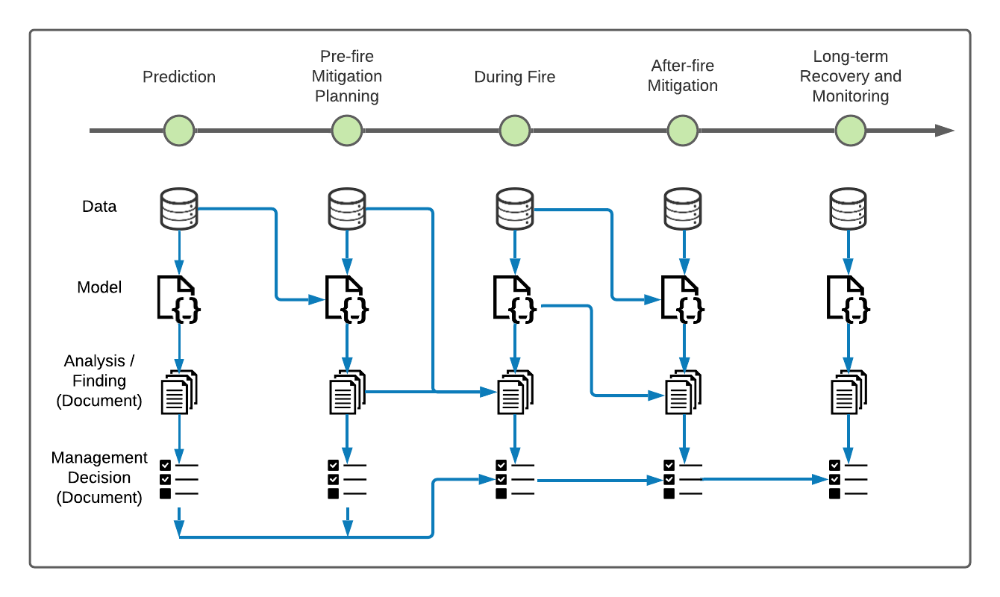 Prediction
Pre-fire
Mitigation
Planning
During Fire
After-fire
Mitigation
Long-term
Recovery and
Monitoring
Data
Model
Analysis /
Finding
(Document)
Management
Decision
(Document)